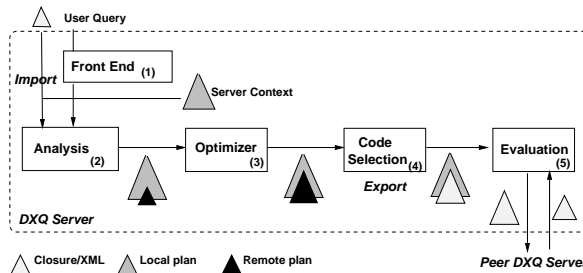 User Query
Front End (1)
Import
Server Context
Analysis (2)
Optimizer (3)
Code Selection (4)
Evaluation (5)
Export
DXQ Server
Peer DXQ Server
Closure/XML
Local plan
Remote plan